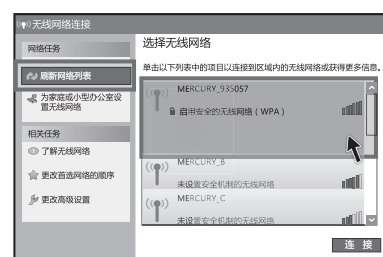 无线网络连接
网络任务
刷新网络列表
为家庭或小型办公室设
置无线网络
相关任务
了解无线网络
更改首选网络的顺序
更改高级设置
选择无线网络
单击以下列表中的项目以连接到区域内的无线网络或获得更多信息。
MERCURY_935057
启用安全的无线网络（WPA）
MERCURY_B
未设置安全机制的无线网络
MERCURY_C
未设置安全机制的无线网络
连 接